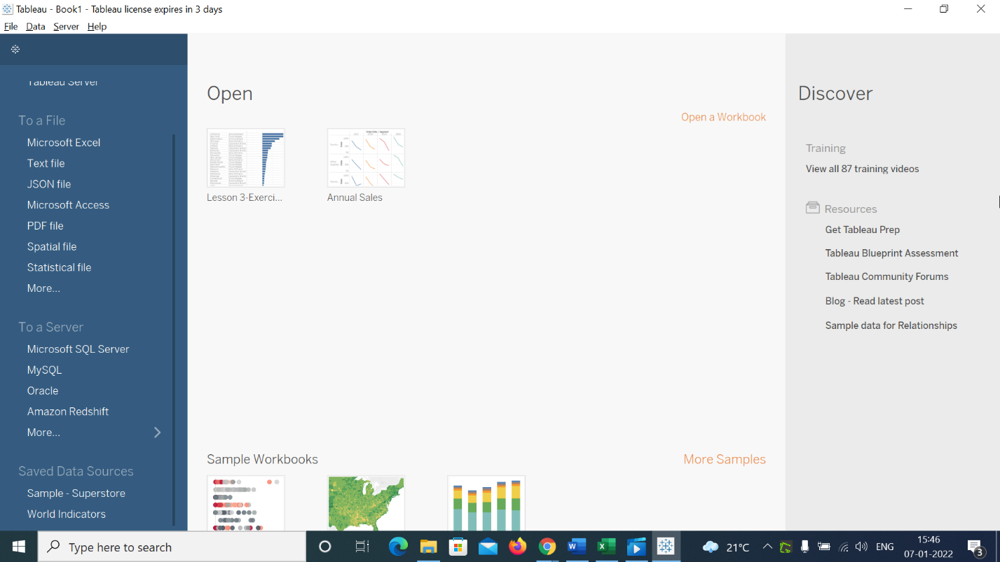 Tableau - Book1 - Tableau license expires in 3 days
File Data Server Help
Tableau Server
To a File
Microsoft Excel
Text file
JSON file
Microsoft Access
PDF file
Spatial file
Statistical file
More...
To a Server
Microsoft SQL Server
MySQL
Oracle
Amazon Redshift
More...
Saved Data Sources
Sample - Superstore
World Indicators
Open
Open a Workbook
Lesson 3-Exerci...
Annual Sales
Sample Workbooks
More Samples
Discover
Training
View all 87 training videos
Resources
Get Tableau Prep
Tableau Blueprint Assessment
Tableau Community Forums
Blog - Read latest post
Sample data for Relationships
Type here to search
21°C
ENG
15:46
07-01-2022
3